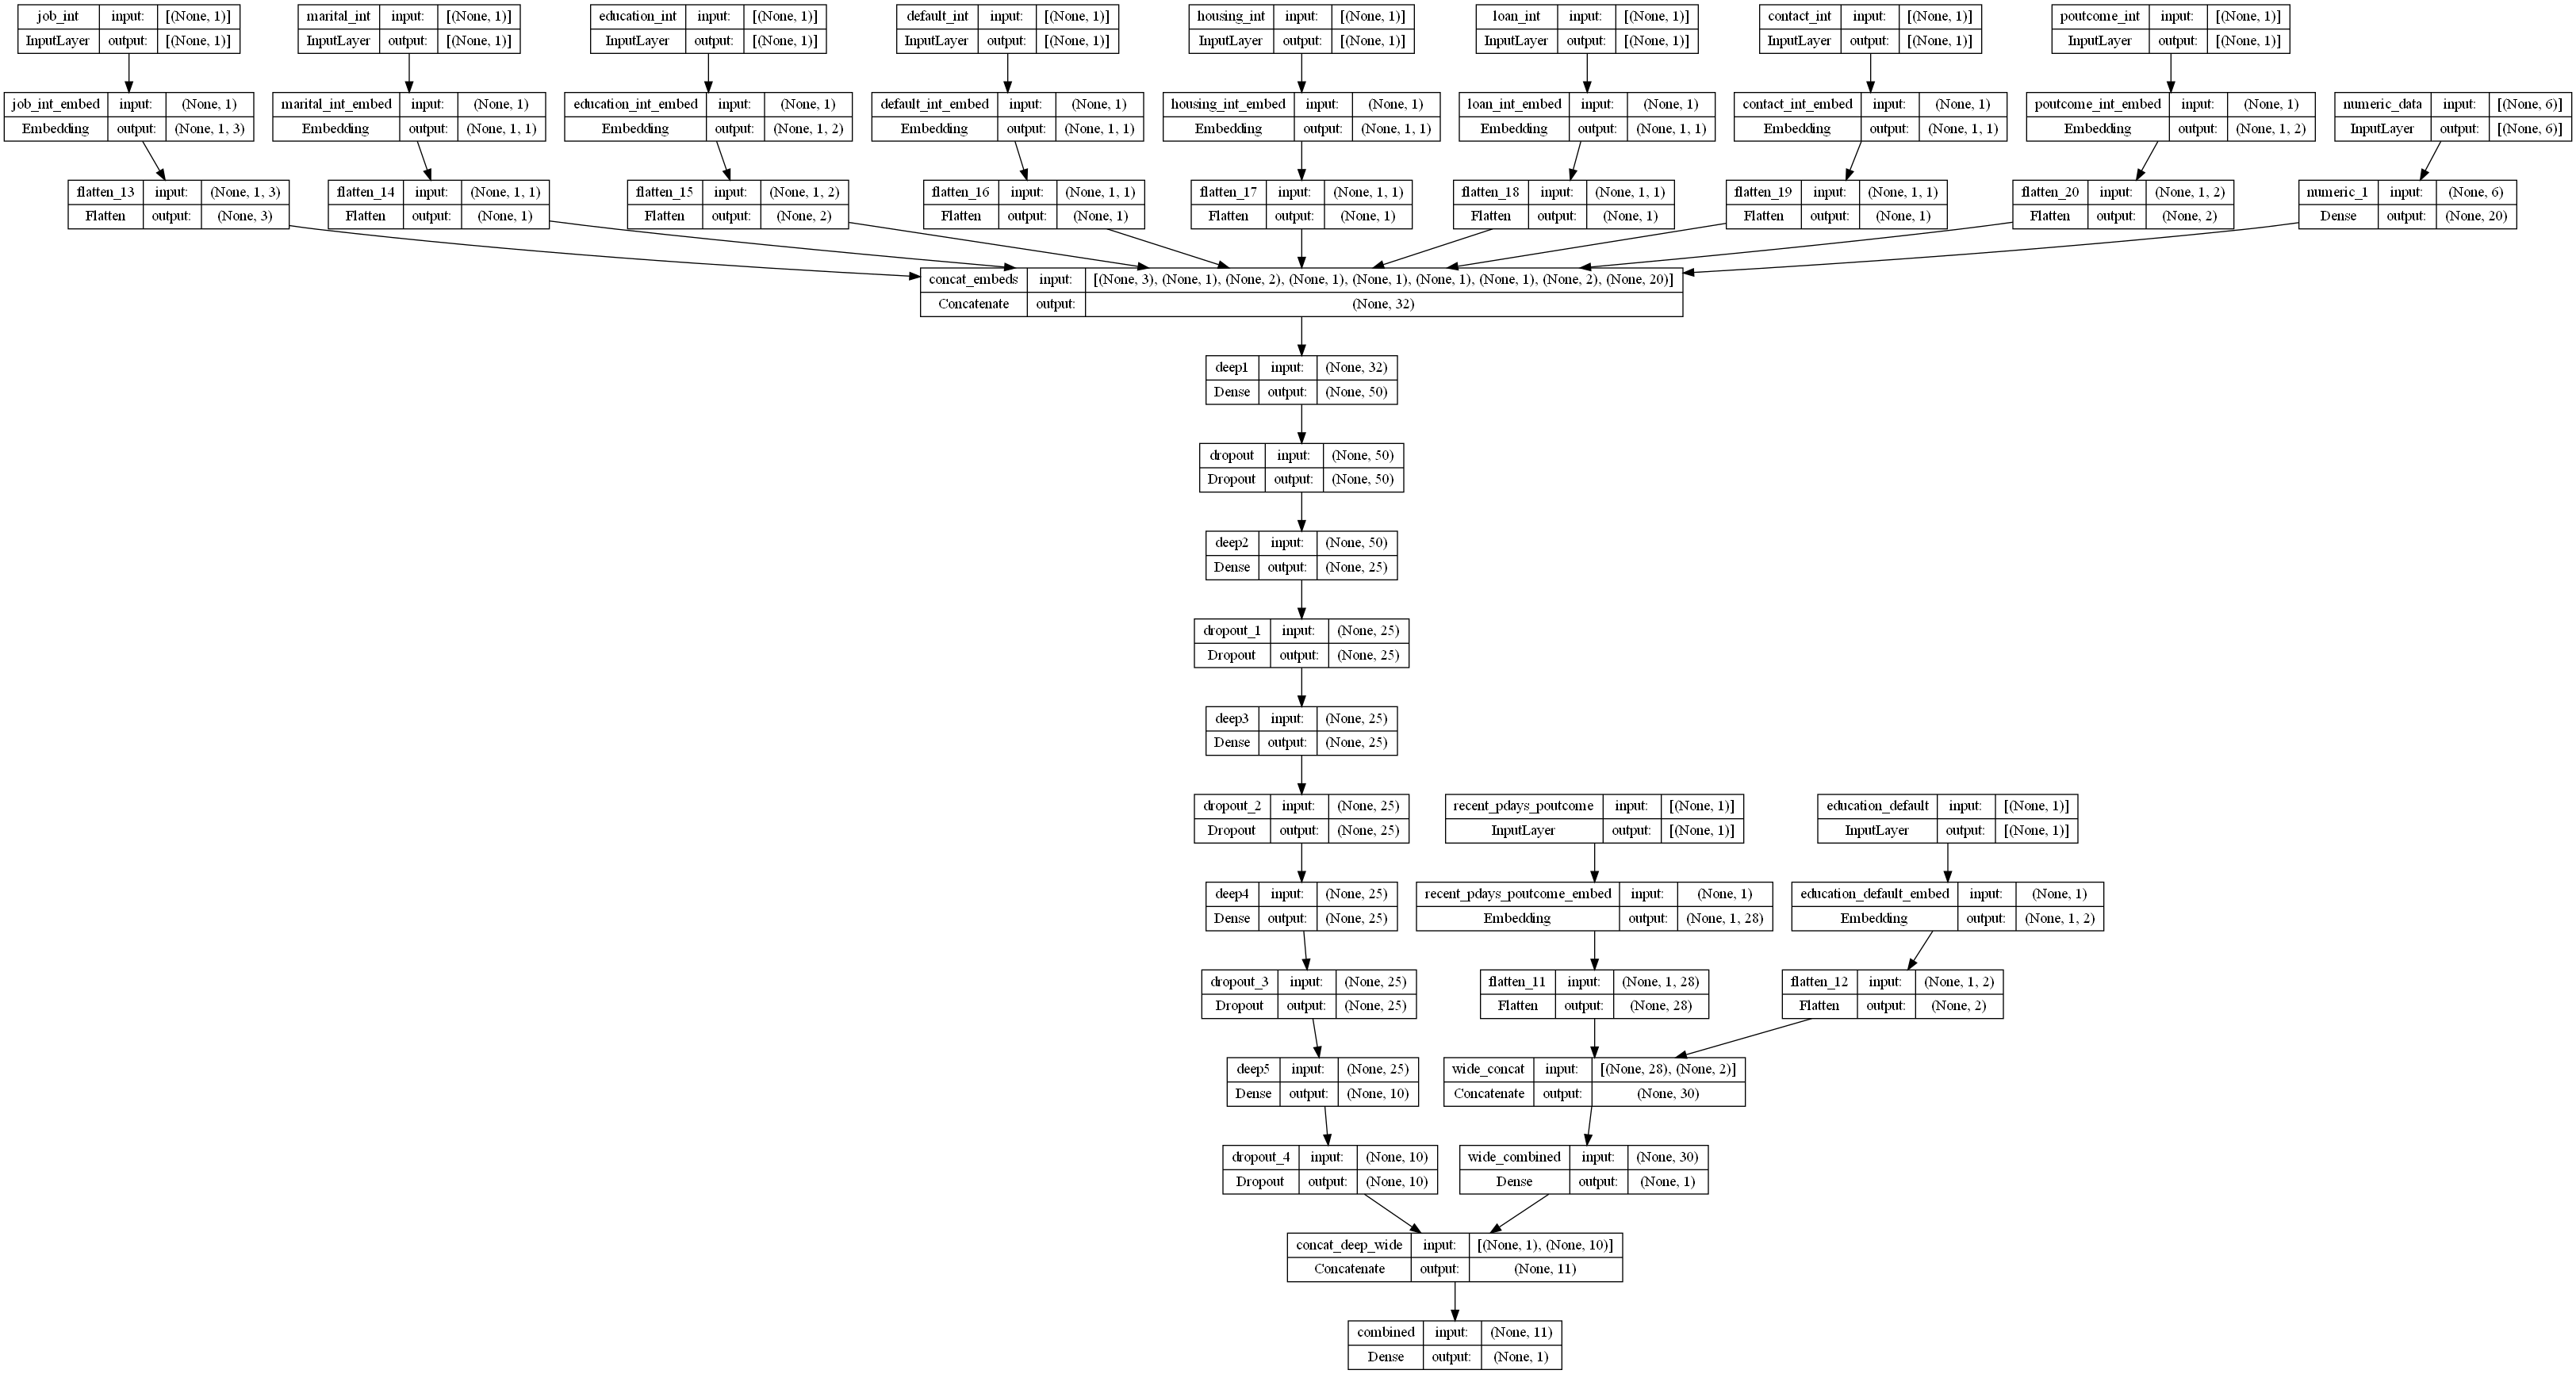 job_int input: [(None, 1)]
InputLayer output: [(None, 1)]
marital_int input: [(None, 1)]
InputLayer output: [(None, 1)]
education_int input: [(None, 1)]
InputLayer output: [(None, 1)]
default_int input: [(None, 1)]
InputLayer output: [(None, 1)]
housing_int input: [(None, 1)]
InputLayer output: [(None, 1)]
loan_int input: [(None, 1)]
InputLayer output: [(None, 1)]
contact_int input: [(None, 1)]
InputLayer output: [(None, 1)]
poutcome_int input: [(None, 1)]
InputLayer output: [(None, 1)]
job_int_embed input: (None, 1)
Embedding output: (None, 1, 3)
marital_int_embed input: (None, 1)
Embedding output: (None, 1, 1)
education_int_embed input: (None, 1)
Embedding output: (None, 1, 2)
default_int_embed input: (None, 1)
Embedding output: (None, 1, 1)
housing_int_embed input: (None, 1)
Embedding output: (None, 1, 1)
loan_int_embed input: (None, 1)
Embedding output: (None, 1, 1)
contact_int_embed input: (None, 1)
Embedding output: (None, 1, 1)
poutcome_int_embed input: (None, 1)
Embedding output: (None, 1, 2)
numeric_data input: [(None, 6)]
InputLayer output: [(None, 6)]
flatten_13 input: (None, 1, 3)
Flatten output: (None, 3)
flatten_14 input: (None, 1, 1)
Flatten output: (None, 1)
flatten_15 input: (None, 1, 2)
Flatten output: (None, 2)
flatten_16 input: (None, 1, 1)
Flatten output: (None, 1)
flatten_17 input: (None, 1, 1)
Flatten output: (None, 1)
flatten_18 input: (None, 1, 1)
Flatten output: (None, 1)
flatten_19 input: (None, 1, 1)
Flatten output: (None, 1)
flatten_20 input: (None, 1, 2)
Flatten output: (None, 2)
numeric_1 input: (None, 6)
Dense output: (None, 20)
concat_embeds input: [(None, 3), (None, 1), (None, 2), (None, 1), (None, 1), (None, 1), (None, 1), (None, 2), (None, 20)]
Concatenate output: (None, 32)
deep1 input: (None, 32)
Dense output: (None, 50)
dropout input: (None, 50)
Dropout output: (None, 50)
deep2 input: (None, 50)
Dense output: (None, 25)
dropout_1 input: (None, 25)
Dropout output: (None, 25)
deep3 input: (None, 25)
Dense output: (None, 25)
dropout_2 input: (None, 25)
Dropout output: (None, 25)
recent_pdays_poutcome input: [(None, 1)]
InputLayer output: [(None, 1)]
education_default input: [(None, 1)]
InputLayer output: [(None, 1)]
deep4 input: (None, 25)
Dense output: (None, 25)
recent_pdays_poutcome_embed input: (None, 1)
Embedding output: (None, 1, 28)
education_default_embed input: (None, 1)
Embedding output: (None, 1, 2)
dropout_3 input: (None, 25)
Dropout output: (None, 25)
flatten_11 input: (None, 1, 28)
Flatten output: (None, 28)
flatten_12 input: (None, 1, 2)
Flatten output: (None, 2)
deep5 input: (None, 25)
Dense output: (None, 10)
wide_concat input: [(None, 28), (None, 2)]
Concatenate output: (None, 30)
dropout_4 input: (None, 10)
Dropout output: (None, 10)
wide_combined input: (None, 30)
Dense output: (None, 1)
concat_deep_wide input: [(None, 1), (None, 10)]
Concatenate output: (None, 11)
combined input: (None, 11)
Dense output: (None, 1)